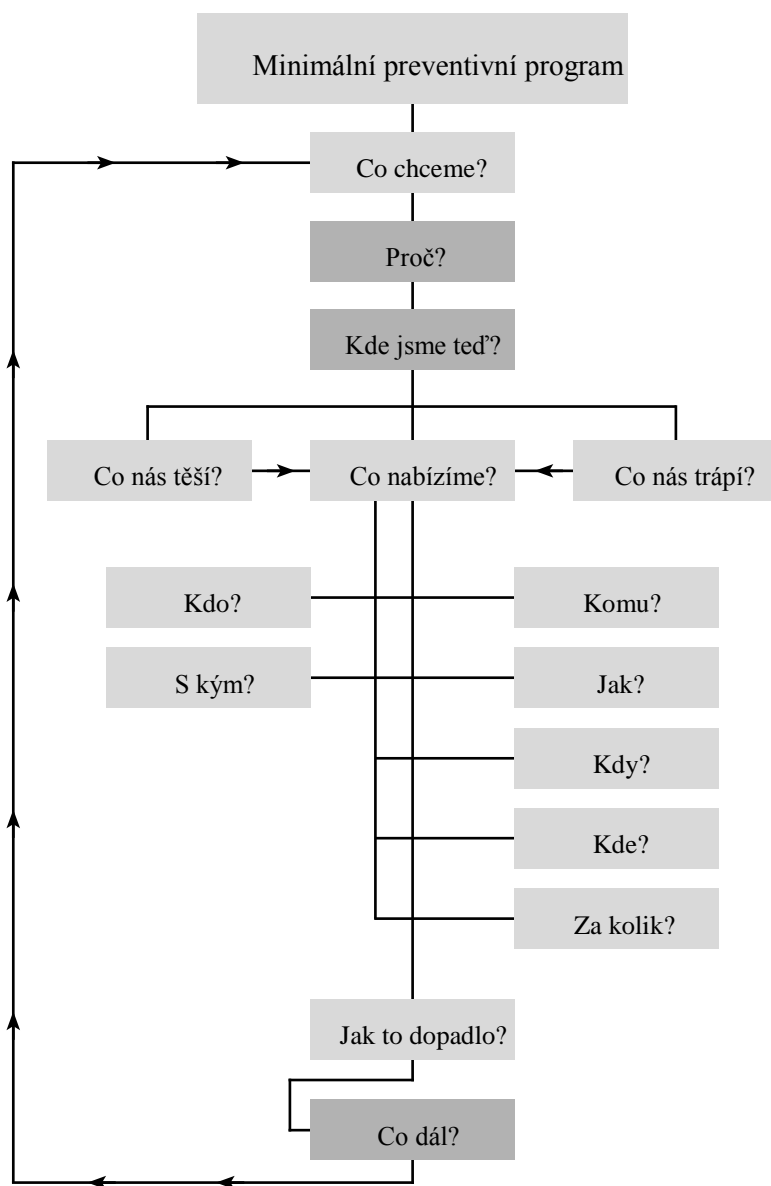 Minimální preventivní program
Co chceme?
Proč?
Kde jsme teď?
Co nás těší?
Co nabízíme?
Co nás trápí?
Kdo?
Komu?
S kým?
Jak?
Kdy?
Kde?
Za kolik?
Jak to dopadlo?
Co dál?